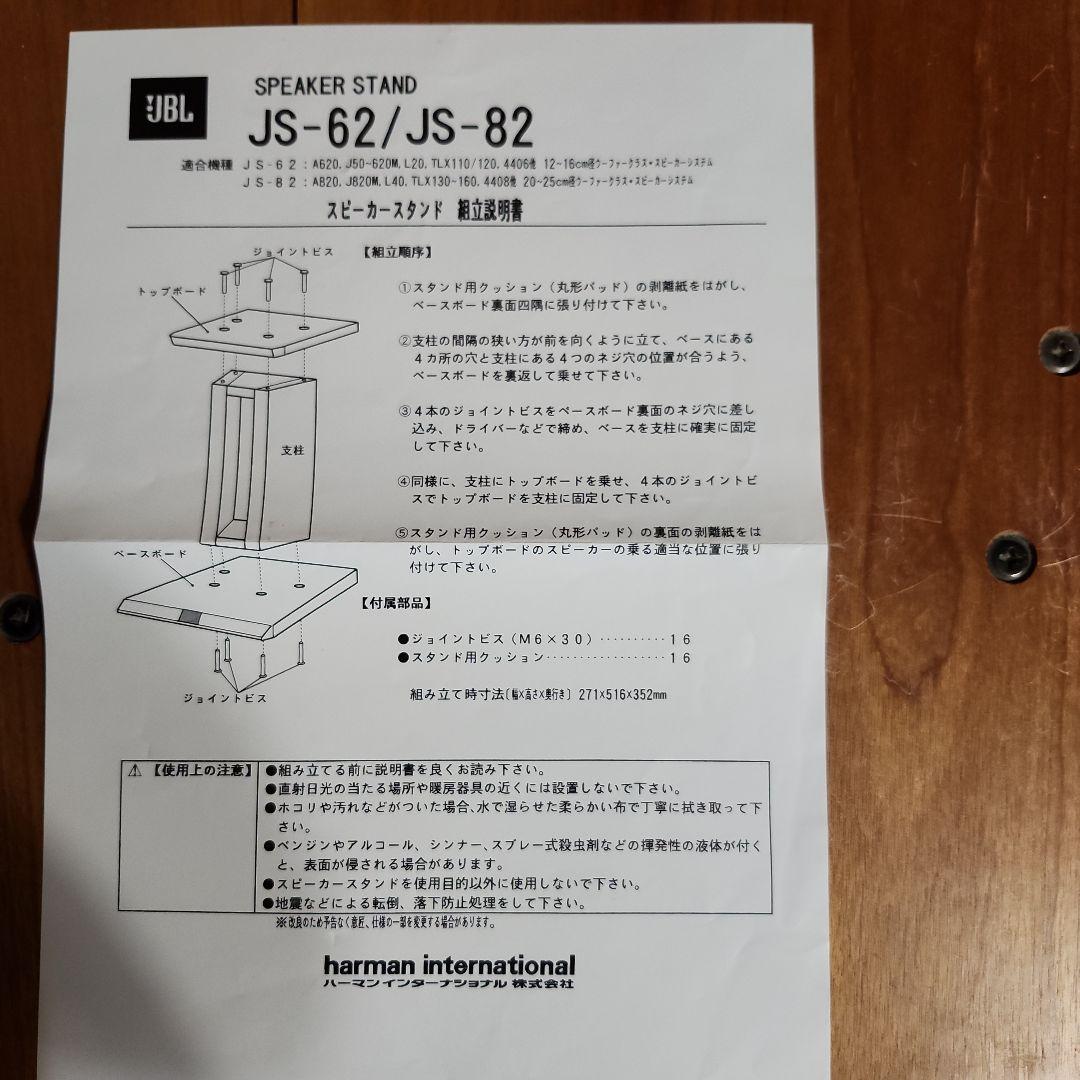 JBL
SPEAKER STAND
JS-62/JS-82
適合機種 JS-62：A620, J50~620M, L20, TLX110/120, 4406他 12~16cm径ウーファークラス・スピーカーシステム
JS-82：A820, J820M, L40, TLX130~160, 4408他 20~25cm径ウーファークラス・スピーカーシステム
スピーカースタンド 組立説明書
ジョイントビス
トップボード
支柱
ベースボード
ジョイントビス
【組立順序】
①スタンド用クッション（丸形パッド）の剥離紙をはがし、
ベースボード裏面四隅に張り付けて下さい。
②支柱の間隔の狭い方が前を向くように立て、ベースにある
４カ所の穴と支柱にある４つのネジ穴の位置が合うよう、
ベースボードを裏返して乗せて下さい。
③４本のジョイントビスをベースボード裏面のネジ穴に差し
込み、ドライバーなどで締め、ベースを支柱に確実に固定
して下さい。
④同様に、支柱にトップボードを乗せ、４本のジョイントビ
スでトップボードを支柱に固定して下さい。
⑤スタンド用クッション（丸形パッド）の裏面の剥離紙をは
がし、トップボードのスピーカーの乗る適当な位置に張り
付けて下さい。
【付属部品】
●ジョイントビス（Ｍ６×３０）‥‥‥‥‥１６
●スタンド用クッション‥‥‥‥‥‥‥‥‥１６
組み立て時寸法〔幅×高さ×奥行き〕 271×516×352mm
⚠【使用上の注意】
●組み立てる前に説明書を良くお読み下さい。
●直射日光の当たる場所や暖房器具の近くには設置しないで下さい。
●ホコリや汚れなどがついた場合、水で湿らせた柔らかい布で丁寧に拭き取って下
さい。
●ベンジンやアルコール、シンナー、スプレー式殺虫剤などの揮発性の液体が付く
と、表面が侵される場合があります。
●スピーカースタンドを使用目的以外に使用しないで下さい。
●地震などによる転倒、落下防止処理をして下さい。
※改良のため予告なく意匠、仕様の一部を変更する場合があります。
harman international
ハーマンインターナショナル 株式会社